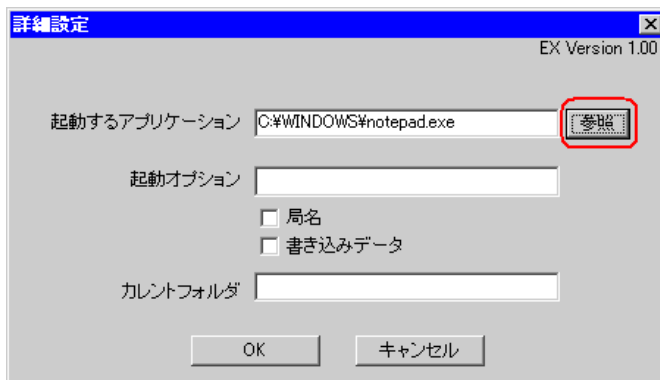 詳細設定
EX Version 1.00
起動するアプリケーション C:¥WINDOWS¥notepad.exe 参照
起動オプション
局名
書き込みデータ
カレントフォルダ
OK キャンセル